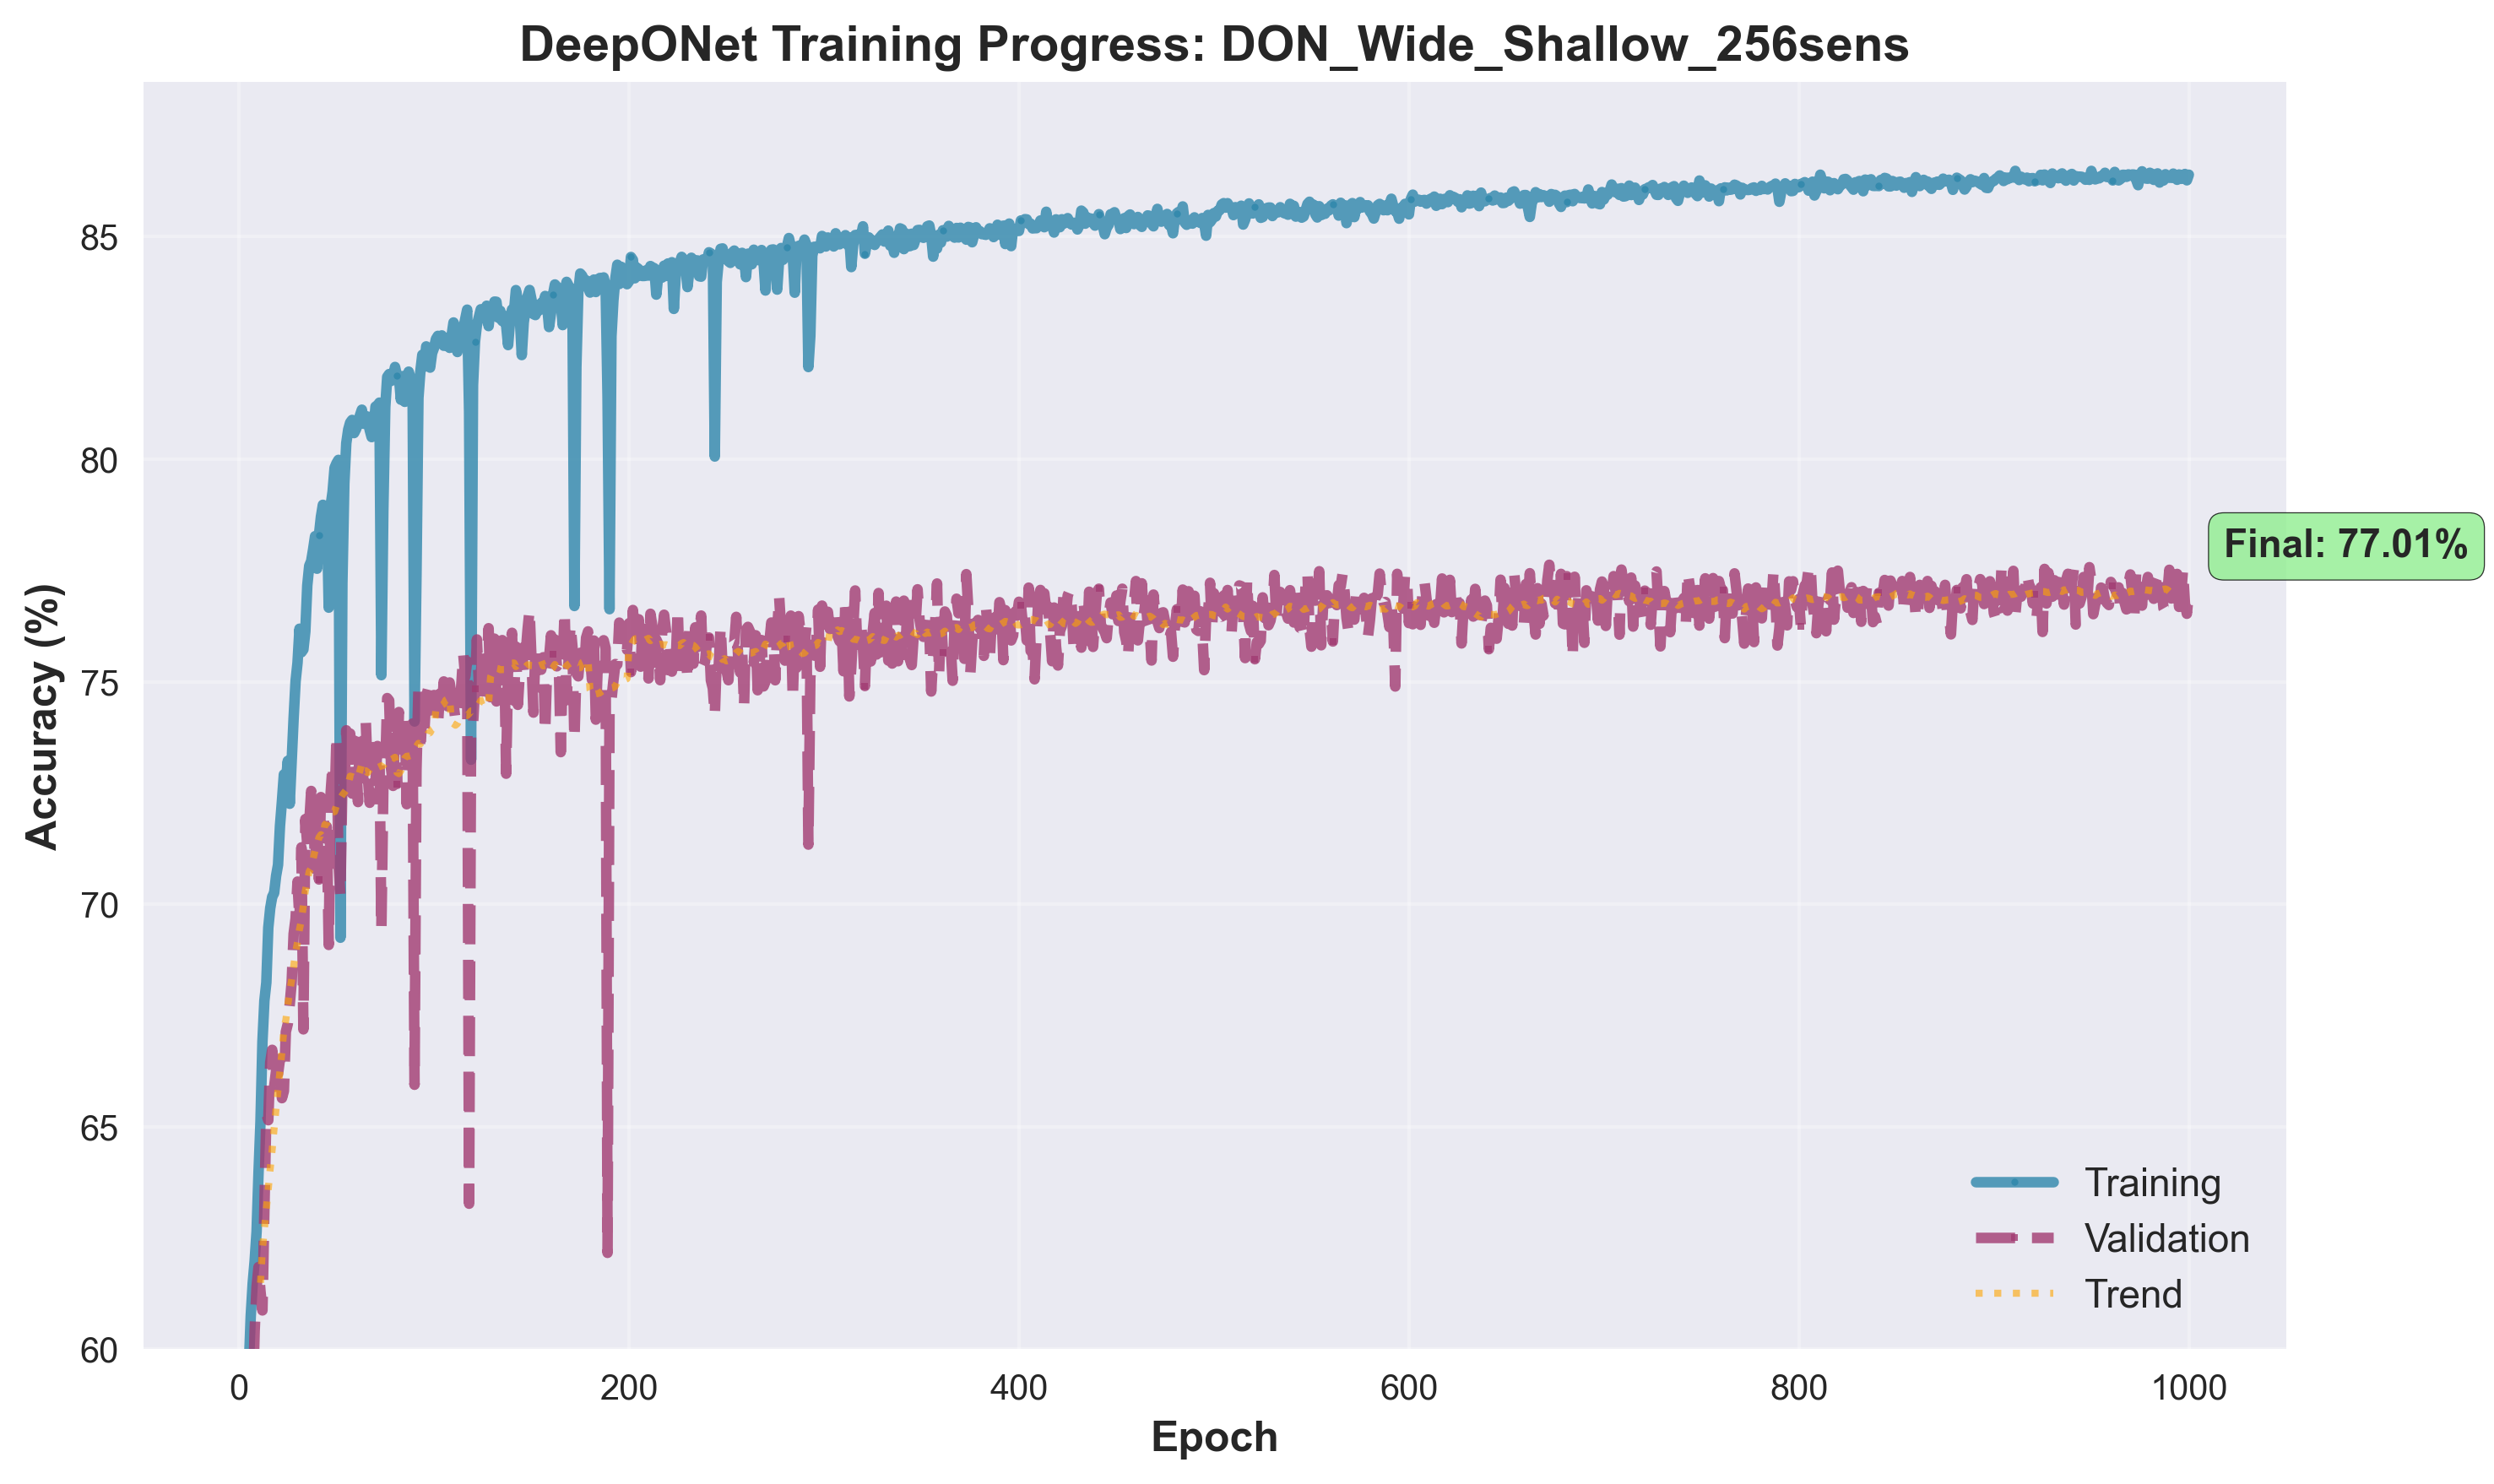 DeepONet Training Progress: DON_Wide_Shallow_256sens
Accuracy (%)
85
80
75
70
65
60
Final: 77.01%
Training
Validation
Trend
0 200 400 600 800 1000
Epoch